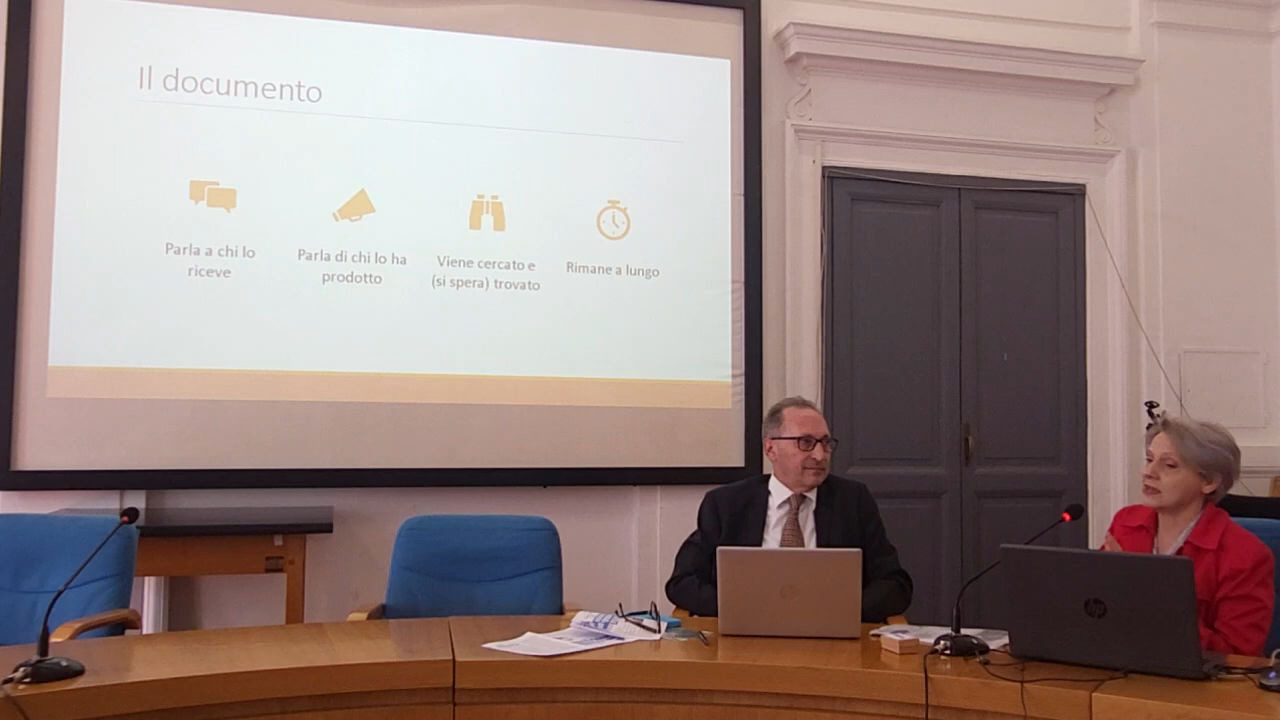 Il documento
Parla a chi lo
riceve
Parla di chi lo ha
prodotto
Viene cercato e
(si spera) trovato
Rimane a lungo
hp